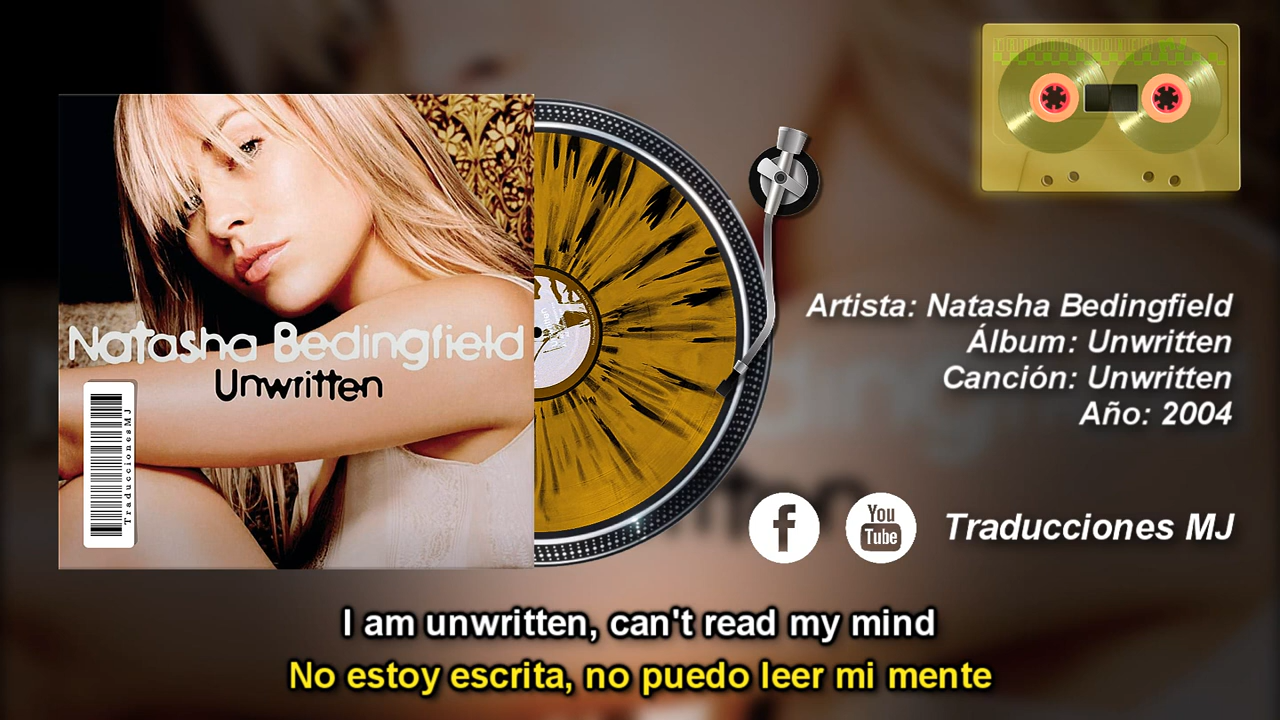 Natasha Bedingfield
Unwritten
TraduccionesMJ
Artista: Natasha Bedingfield
Álbum: Unwritten
Canción: Unwritten
Año: 2004
f
You
Tube
Traducciones MJ
I am unwritten, can't read my mind
No estoy escrita, no puedo leer mi mente